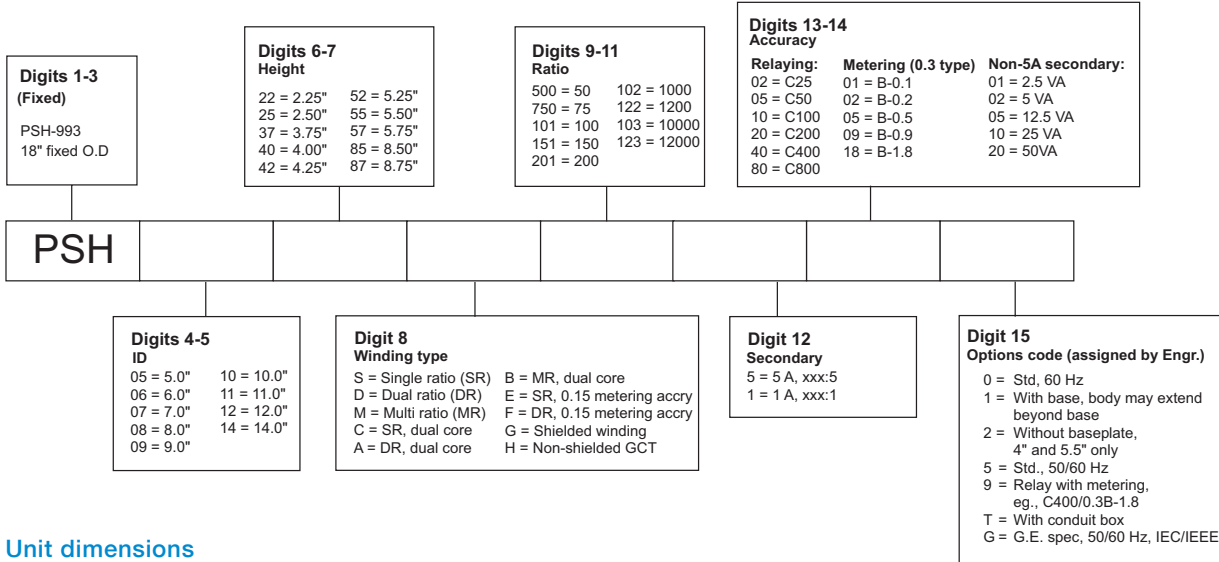 Digits 1-3
(Fixed)
PSH-993
18" fixed O.D
Digits 6-7
Height
22 = 2.25" 52 = 5.25"
25 = 2.50" 55 = 5.50"
37 = 3.75" 57 = 5.75"
40 = 4.00" 85 = 8.50"
42 = 4.25" 87 = 8.75"
Digits 9-11
Ratio
500 = 50 102 = 1000
750 = 75 122 = 1200
101 = 100 103 = 10000
151 = 150 123 = 12000
201 = 200
Digits 13-14
Accuracy
Relaying: Metering (0.3 type) Non-5A secondary:
02 = C25 01 = B-0.1 01 = 2.5 VA
05 = C50 02 = B-0.2 02 = 5 VA
10 = C100 05 = B-0.5 05 = 12.5 VA
20 = C200 09 = B-0.9 10 = 25 VA
40 = C400 18 = B-1.8 20 = 50VA
80 = C800
PSH
Digits 4-5
ID
05 = 5.0" 10 = 10.0"
06 = 6.0" 11 = 11.0"
07 = 7.0" 12 = 12.0"
08 = 8.0" 14 = 14.0"
09 = 9.0"
Digit 8
Winding type
S = Single ratio (SR) B = MR, dual core
D = Dual ratio (DR) E = SR, 0.15 metering accry
M = Multi ratio (MR) F = DR, 0.15 metering accry
C = SR, dual core G = Shielded winding
A = DR, dual core H = Non-shielded GCT
Digit 12
Secondary
5 = 5 A, xxx:5
1 = 1 A, xxx:1
Digit 15
Options code (assigned by Engr.)
0 = Std, 60 Hz
1 = With base, body may extend
beyond base
2 = Without baseplate,
4" and 5.5" only
5 = Std., 50/60 Hz
9 = Relay with metering,
eg., C400/0.3B-1.8
T = With conduit box
G = G.E. spec, 50/60 Hz, IEC/IEEE
Unit dimensions